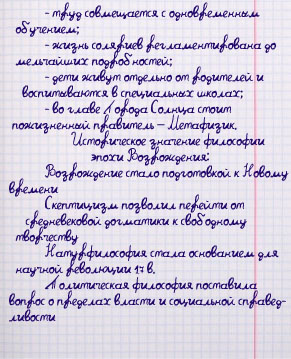 - труд совмещается с одновременным
обучением;
- жизнь соляриев регламентирована до
мельчайших подробностей;
- дети живут отдельно от родителей и
воспитываются в специальных школах;
- во главе Города Солнца стоит
пожизненный правитель – Метафизик.
Историческое значение философии
эпохи Возрождения:
Возрождение стало подготовкой к Новому
времени
Скептицизм позволил перейти от
средневековой догматики к свободному
творчеству
Натурфилософия стала основанием для
научной революции 17 в.
Политическая философия поставила
вопрос о пределах власти и социальной справед-
ливости